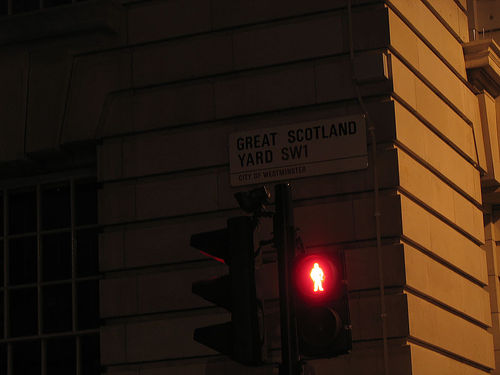 GREAT SCOTLAND
YARD SW1
CITY OF WESTMINSTER